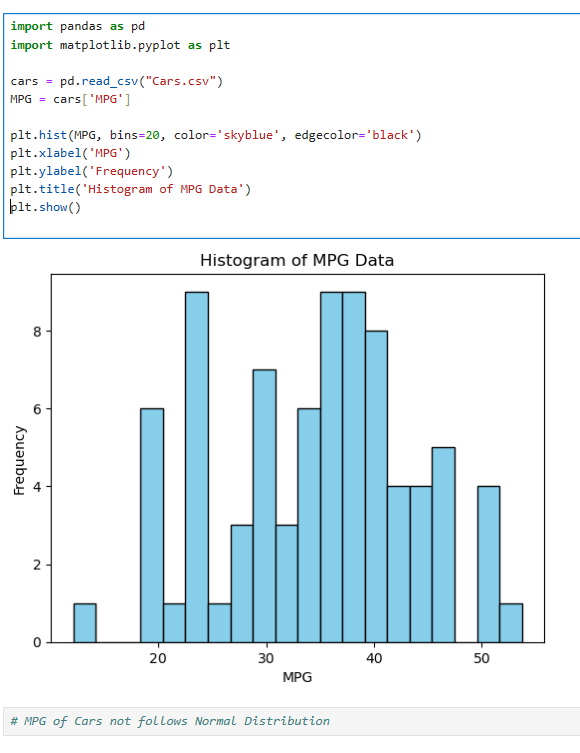 import pandas as pd
import matplotlib.pyplot as plt
cars = pd.read_csv("Cars.csv")
MPG = cars['MPG']
plt.hist(MPG, bins=20, color='skyblue', edgecolor='black')
plt.xlabel('MPG')
plt.ylabel('Frequency')
plt.title('Histogram of MPG Data')
plt.show()
Histogram of MPG Data
8
6
4
2
0
Frequency
20 30 40 50
MPG
# MPG of Cars not follows Normal Distribution